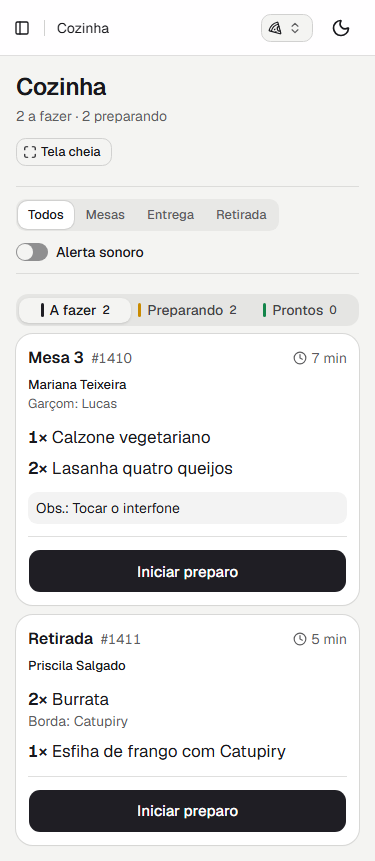 Cozinha
Cozinha
2 a fazer · 2 preparando
Tela cheia
Todos Mesas Entrega Retirada
Alerta sonoro
A fazer 2 Preparando 2 Prontos 0
Mesa 3 #1410 7 min
Mariana Teixeira
Garçom: Lucas
1× Calzone vegetariano
2× Lasanha quatro queijos
Obs.: Tocar o interfone
Iniciar preparo
Retirada #1411 5 min
Priscila Salgado
2× Burrata
Borda: Catupiry
1× Esfiha de frango com Catupiry
Iniciar preparo